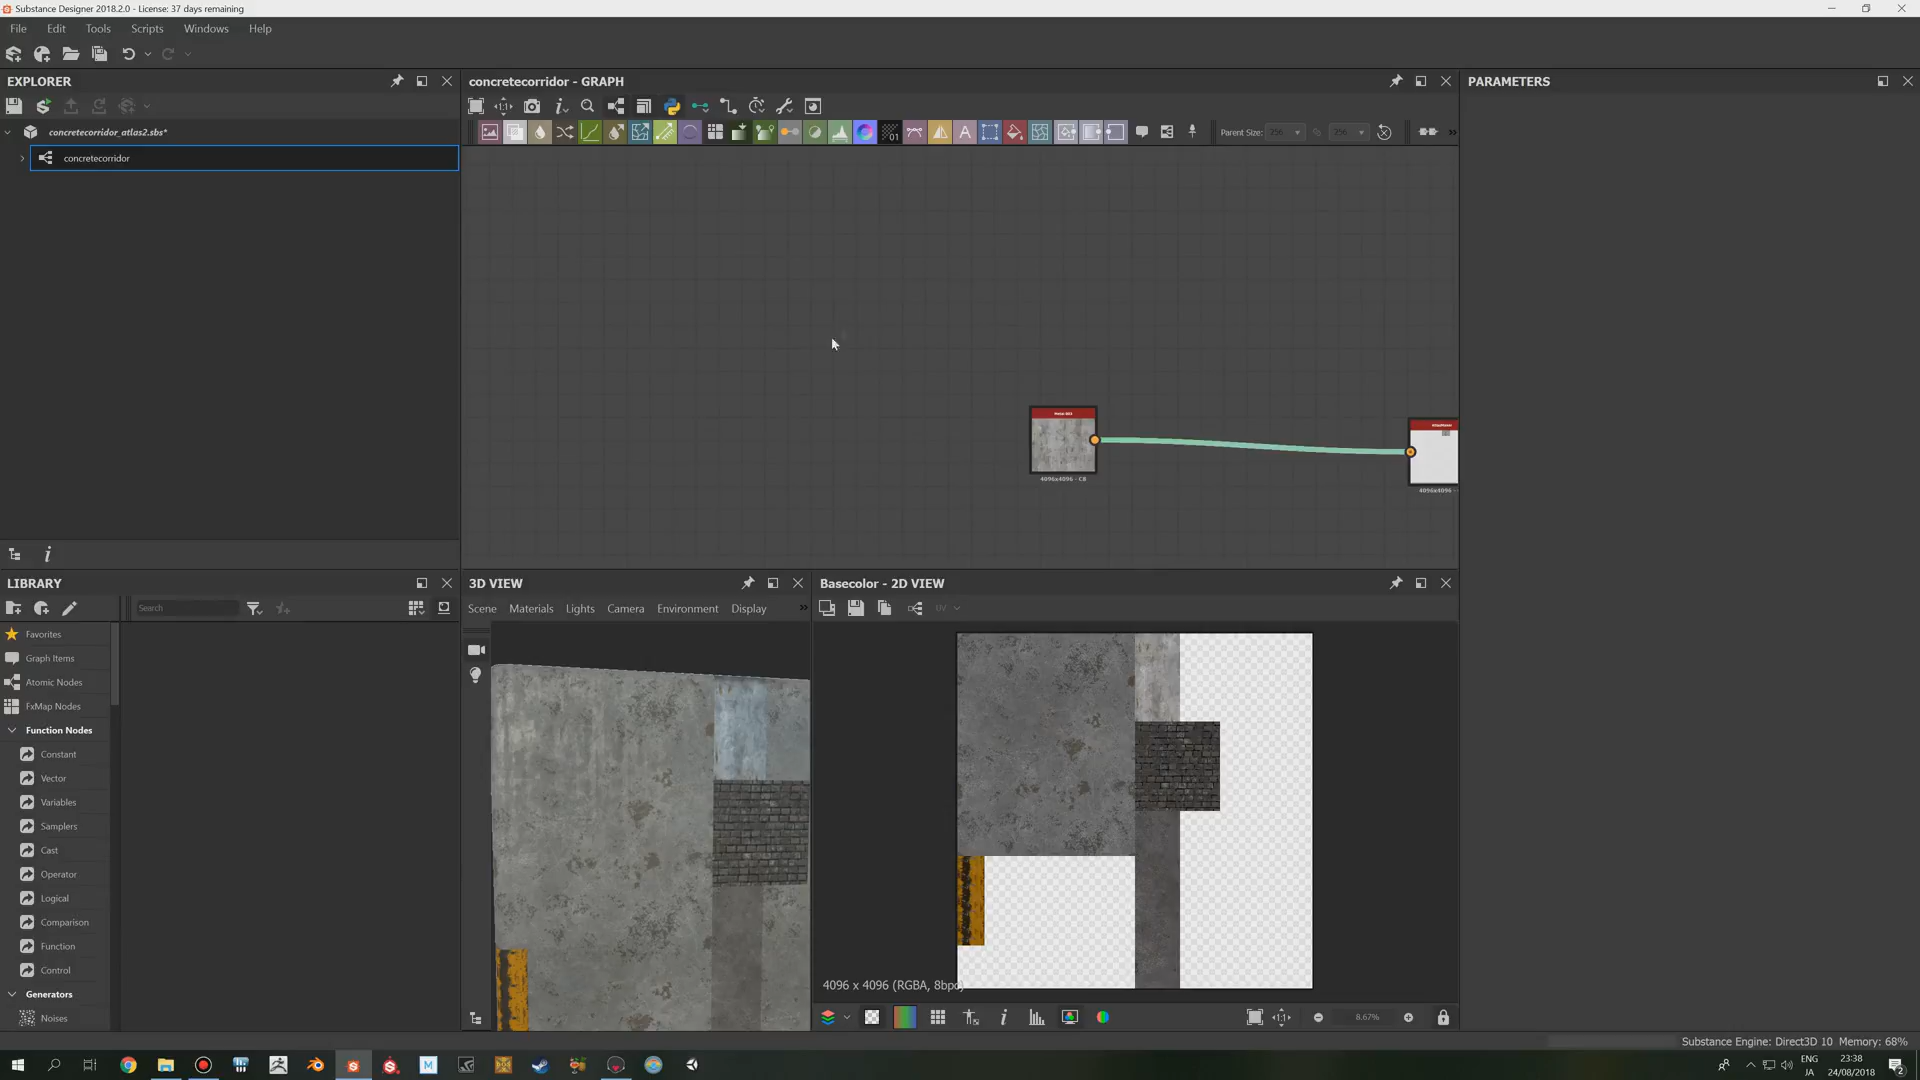 Substance Designer 2018.2.0 - License: 37 days remaining
File Edit Tools Scripts Windows Help
EXPLORER
concretecorridor_atlas2.sbs*
concretecorridor
concretecorridor - GRAPH
Parent Size: 256 256
PARAMETERS
4096x4096 - C8
4096x4096 -
LIBRARY
Search
Favorites
Graph Items
Atomic Nodes
FxMap Nodes
Function Nodes
Constant
Vector
Variables
Samplers
Cast
Operator
Logical
Comparison
Function
Control
Generators
Noises
3D VIEW
Scene Materials Lights Camera Environment Display
Basecolor - 2D VIEW
UV
4096 x 4096 (RGBA, 8bpc)
8.67%
Substance Engine: Direct3D 10 Memory: 68%
ENG
JA
23:38
24/08/2018